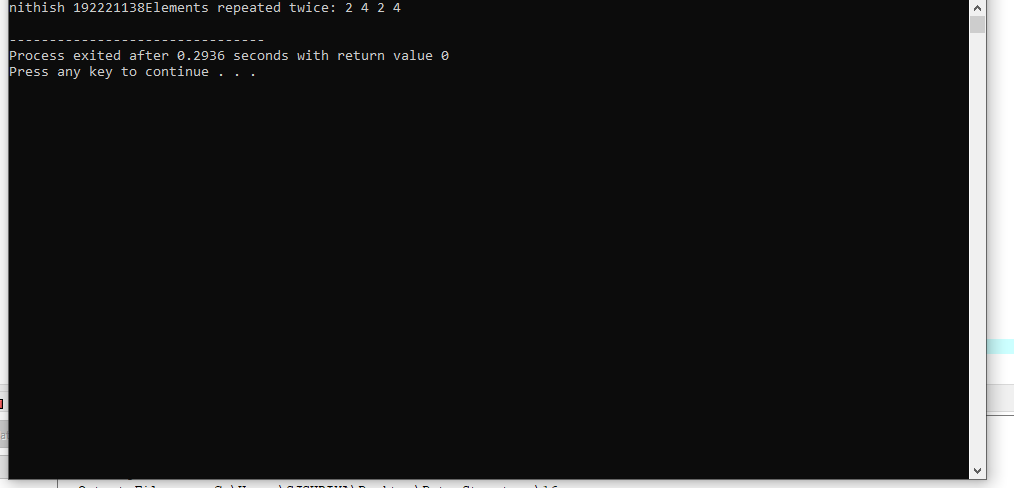 nithish 192221138Elements repeated twice: 2 4 2 4
--------------------------------
Process exited after 0.2936 seconds with return value 0
Press any key to continue . . .